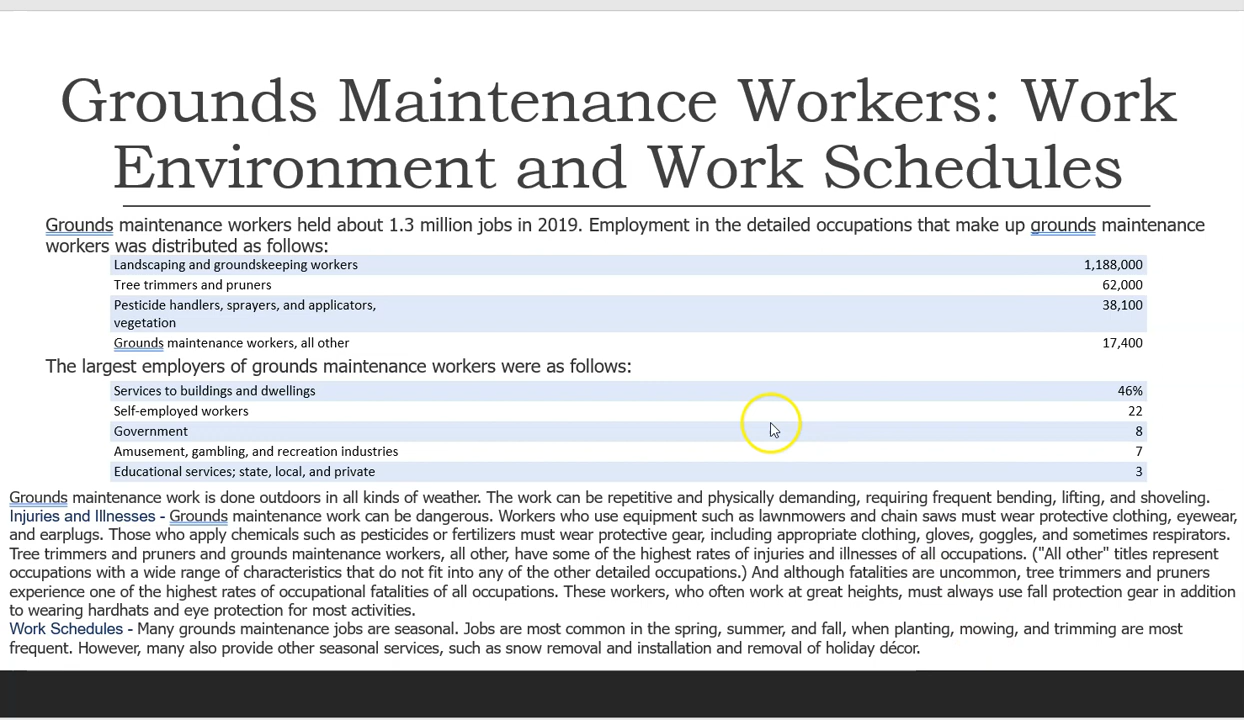 Grounds Maintenance Workers: Work
Environment and Work Schedules
Grounds maintenance workers held about 1.3 million jobs in 2019. Employment in the detailed occupations that make up grounds maintenance
workers was distributed as follows:
Landscaping and groundskeeping workers 1,188,000
Tree trimmers and pruners 62,000
Pesticide handlers, sprayers, and applicators, 38,100
vegetation
Grounds maintenance workers, all other 17,400
The largest employers of grounds maintenance workers were as follows:
Services to buildings and dwellings 46%
Self-employed workers 22
Government 8
Amusement, gambling, and recreation industries 7
Educational services; state, local, and private 3
Grounds maintenance work is done outdoors in all kinds of weather. The work can be repetitive and physically demanding, requiring frequent bending, lifting, and shoveling.
Injuries and Illnesses - Grounds maintenance work can be dangerous. Workers who use equipment such as lawnmowers and chain saws must wear protective clothing, eyewear,
and earplugs. Those who apply chemicals such as pesticides or fertilizers must wear protective gear, including appropriate clothing, gloves, goggles, and sometimes respirators.
Tree trimmers and pruners and grounds maintenance workers, all other, have some of the highest rates of injuries and illnesses of all occupations. ("All other" titles represent
occupations with a wide range of characteristics that do not fit into any of the other detailed occupations.) And although fatalities are uncommon, tree trimmers and pruners
experience one of the highest rates of occupational fatalities of all occupations. These workers, who often work at great heights, must always use fall protection gear in addition
to wearing hardhats and eye protection for most activities.
Work Schedules - Many grounds maintenance jobs are seasonal. Jobs are most common in the spring, summer, and fall, when planting, mowing, and trimming are most
frequent. However, many also provide other seasonal services, such as snow removal and installation and removal of holiday décor.